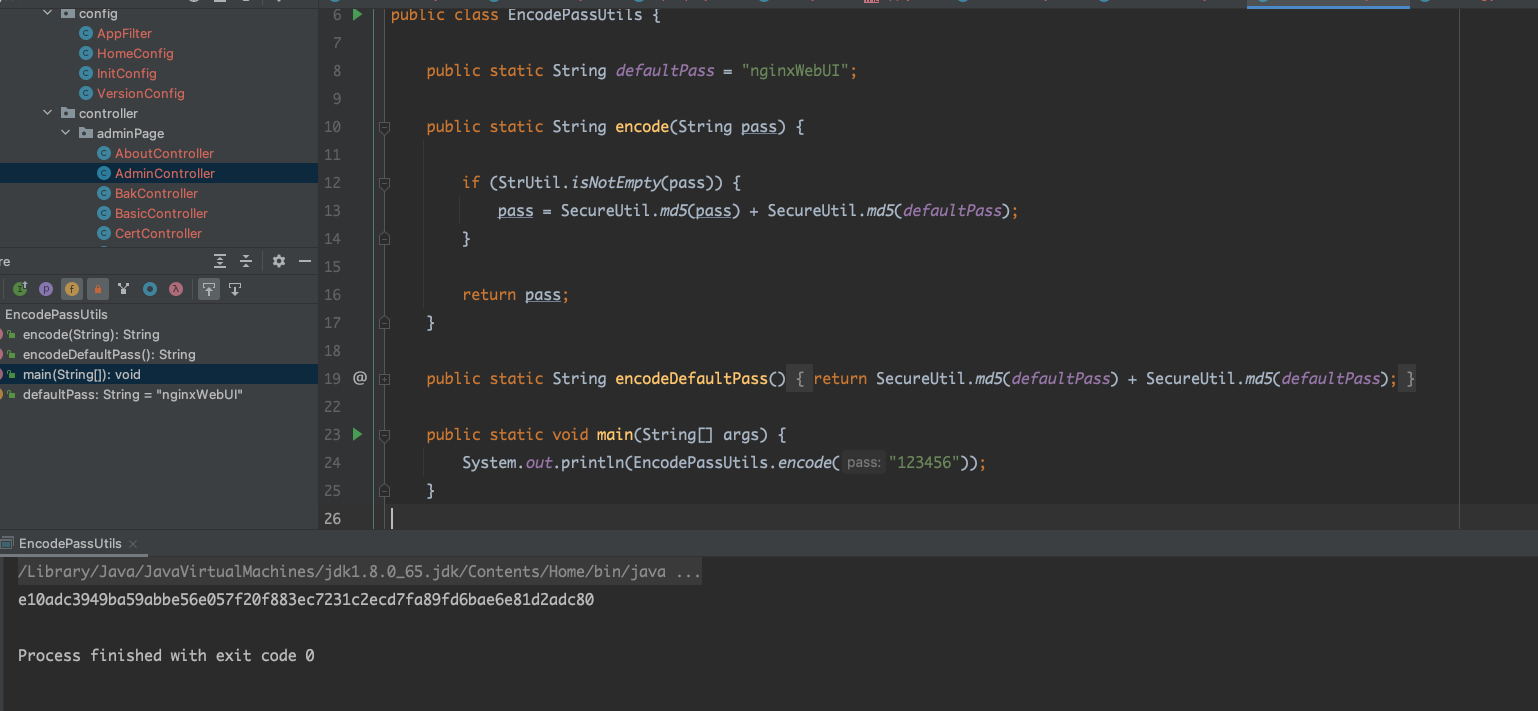 config
AppFilter
HomeConfig
InitConfig
VersionConfig
controller
adminPage
AboutController
AdminController
BakController
BasicController
CertController
re
EncodePassUtils
encode(String): String
encodeDefaultPass(): String
main(String[]): void
defaultPass: String = "nginxWebUI"
6 public class EncodePassUtils {
7
8 public static String defaultPass = "nginxWebUI";
9
10 public static String encode(String pass) {
11
12 if (StrUtil.isNotEmpty(pass)) {
13 pass = SecureUtil.md5(pass) + SecureUtil.md5(defaultPass);
14 }
15
16 return pass;
17 }
18
19 @ public static String encodeDefaultPass() { return SecureUtil.md5(defaultPass) + SecureUtil.md5(defaultPass); }
22
23 public static void main(String[] args) {
24 System.out.println(EncodePassUtils.encode( pass: "123456"));
25 }
26
EncodePassUtils ×
/Library/Java/JavaVirtualMachines/jdk1.8.0_65.jdk/Contents/Home/bin/java ...
e10adc3949ba59abbe56e057f20f883ec7231c2ecd7fa89fd6bae6e81d2adc80
Process finished with exit code 0